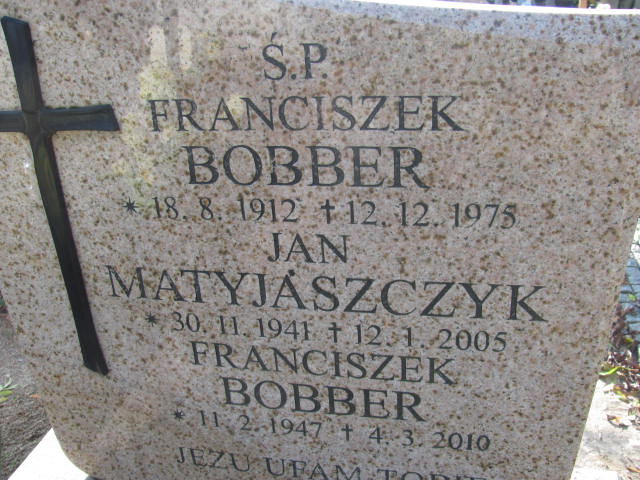 Ś.P.
FRANCISZEK
BOBBER
* 18. 8. 1912 † 12. 12. 1975
JAN
MATYJASZCZYK
* 30. 11. 1941 † 12. 1. 2005
FRANCISZEK
BOBBER
* 11. 2. 1947 † 4. 3. 2010
JEZU UFAM TOBIE